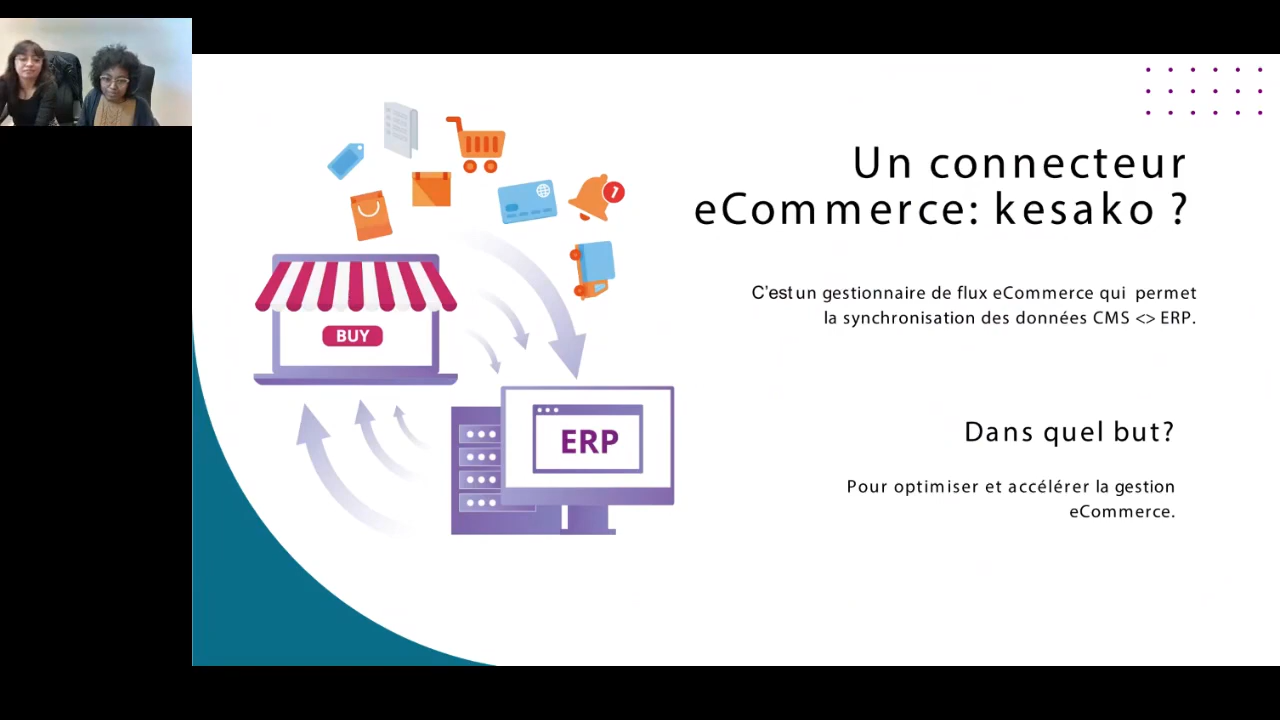 Un connecteur
eCommerce: kesako ?
C'est un gestionnaire de flux eCommerce qui permet
la synchronisation des données CMS <> ERP.
Dans quel but?
Pour optimiser et accélérer la gestion
eCommerce.
1
BUY
ERP